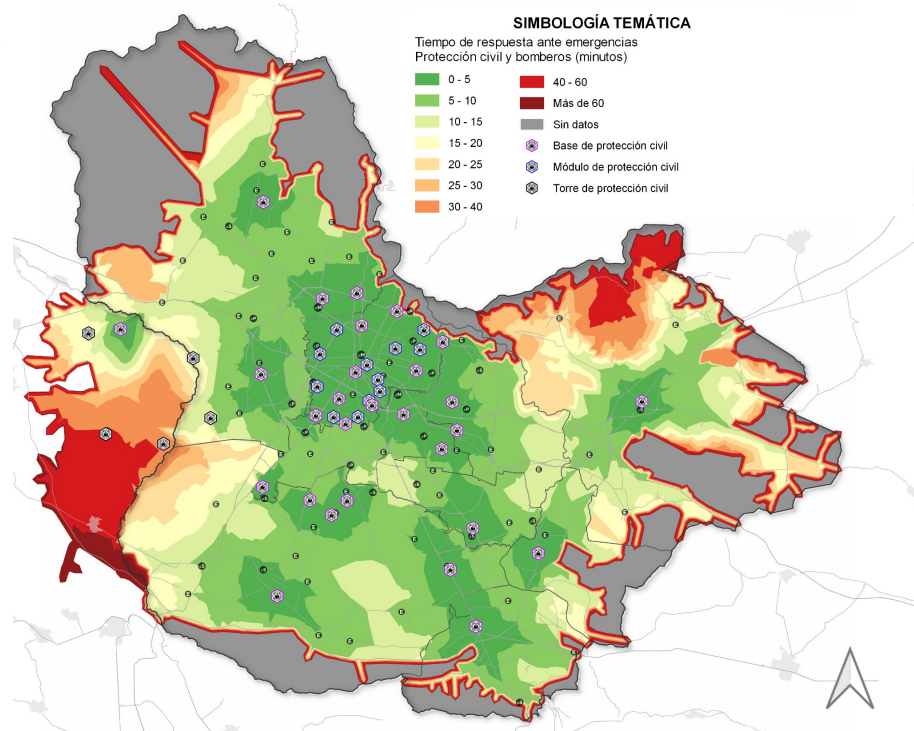 SIMBOLOGÍA TEMÁTICA
Tiempo de respuesta ante emergencias
Protección civil y bomberos (minutos)
0 - 5
5 - 10
10 - 15
15 - 20
20 - 25
25 - 30
30 - 40
40 - 60
Más de 60
Sin datos
Base de protección civil
Módulo de protección civil
Torre de protección civil